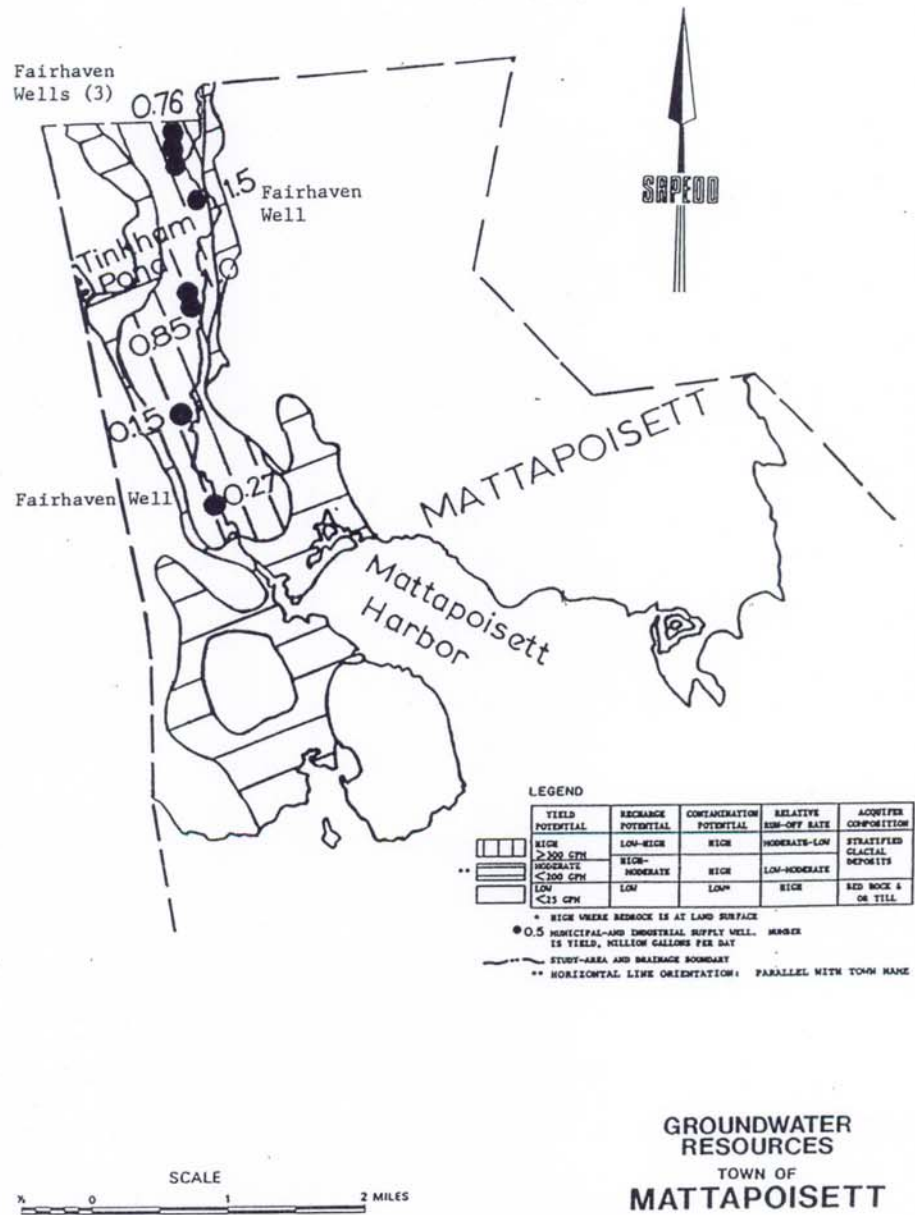 Fairhaven
Wells (3)
0.76
1.5
Fairhaven
Well
SRPEDD
Tinkham
Pond
0.85
0.15
MATTAPOISETT
Fairhaven Well
0.27
Mattapoisett
Harbor
LEGEND
YIELD POTENTIAL RECHARGE POTENTIAL CONTAMINATION POTENTIAL RELATIVE RUN-OFF RATE ACQUIFER COMPOSITION
HIGH >300 GPM LOW-HIGH HIGH MODERATE-LOW STRATIFIED GLACIAL DEPOSITS
** MODERATE <200 GPM HIGH-MODERATE HIGH LOW-MODERATE
LOW <25 GPM LOW LOW* HIGH BED ROCK & OR TILL
* HIGH WHERE BEDROCK IS AT LAND SURFACE
0.5 MUNICIPAL-AND INDUSTRIAL SUPPLY WELL. NUMBER
IS YIELD, MILLION GALLONS PER DAY
STUDY-AREA AND DRAINAGE BOUNDARY
** HORIZONTAL LINE ORIENTATION: PARALLEL WITH TOWN NAME
GROUNDWATER
RESOURCES
TOWN OF
MATTAPOISETT
SCALE
0 1 2 MILES